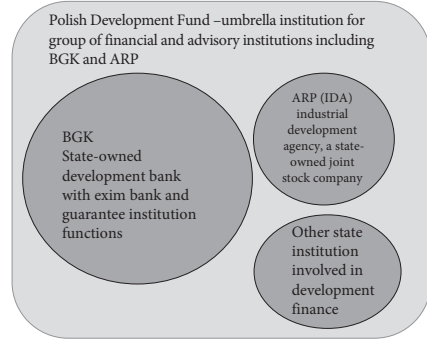 Polish Development Fund –umbrella institution for
group of financial and advisory institutions including
BGK and ARP
BGK
State-owned
development bank
with exim bank and
guarantee institution
functions
ARP (IDA)
industrial
development
agency, a state-
owned joint
stock company
Other state
institution
involved in
development
finance